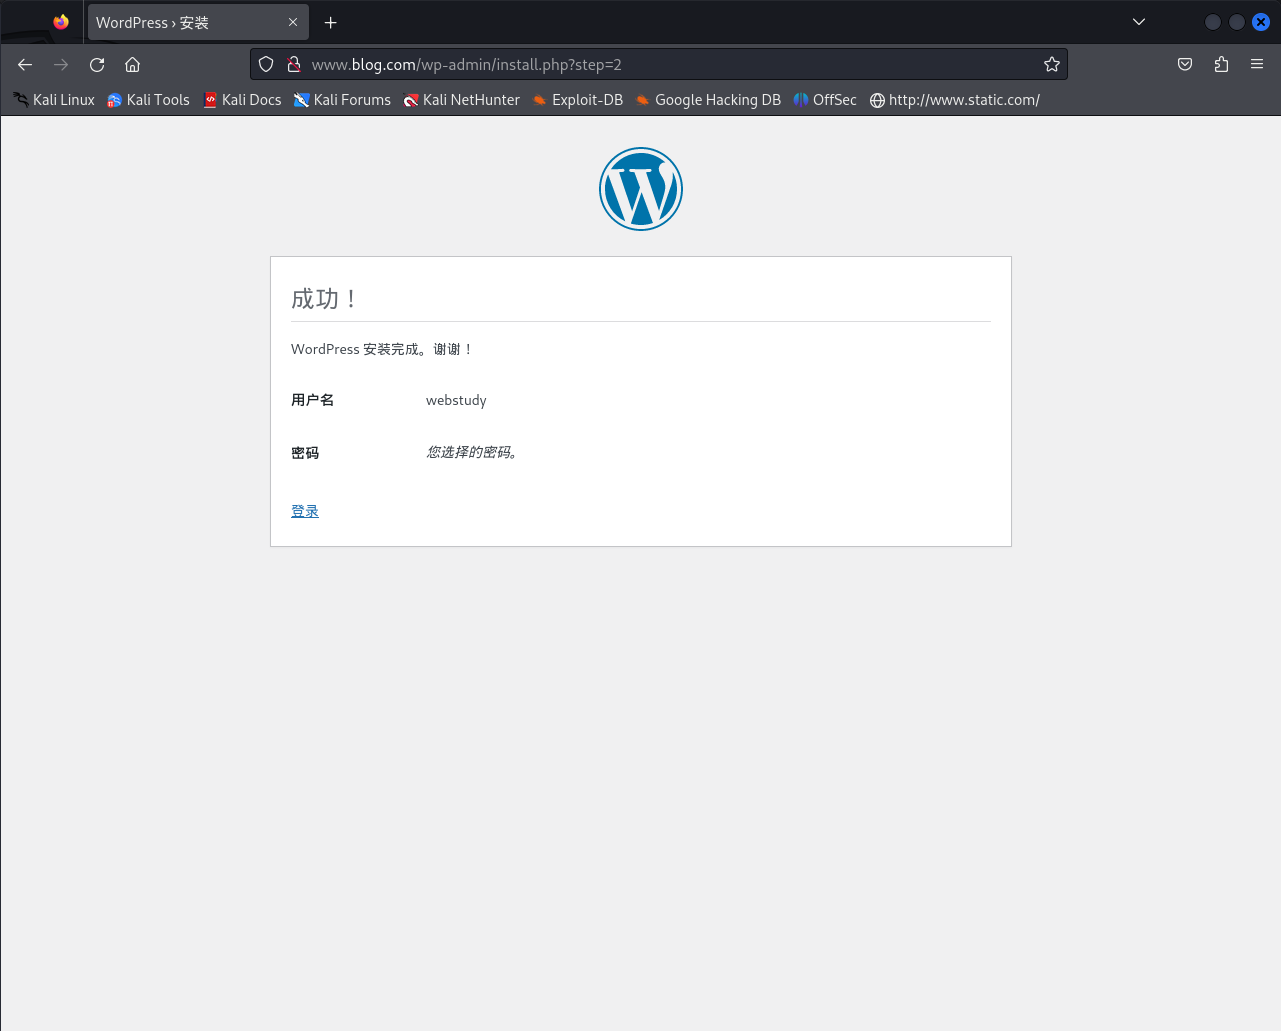 WordPress › 安装
www.blog.com/wp-admin/install.php?step=2
Kali Linux Kali Tools Kali Docs Kali Forums Kali NetHunter Exploit-DB Google Hacking DB OffSec http://www.static.com/
成功！
WordPress 安装完成。谢谢！
用户名 webstudy
密码 您选择的密码。
登录